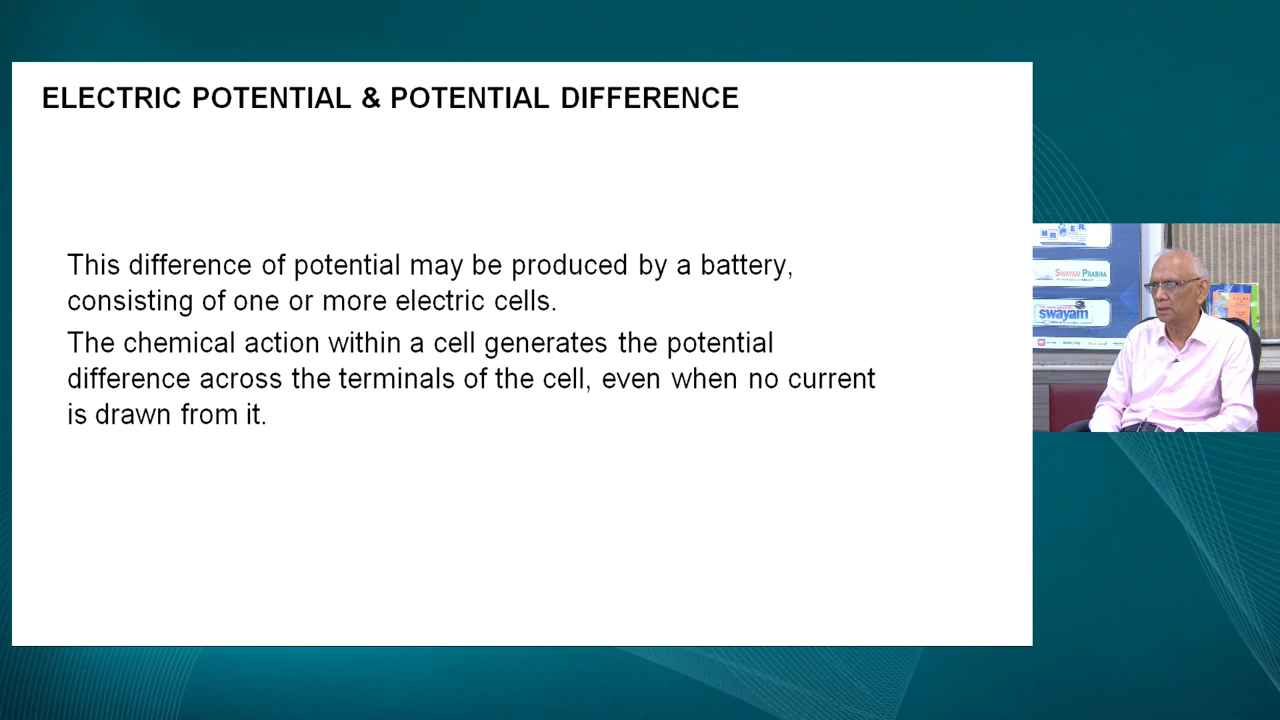 ELECTRIC POTENTIAL & POTENTIAL DIFFERENCE
This difference of potential may be produced by a battery,
consisting of one or more electric cells.
The chemical action within a cell generates the potential
difference across the terminals of the cell, even when no current
is drawn from it.
SWAYAM PRABHA
swayam